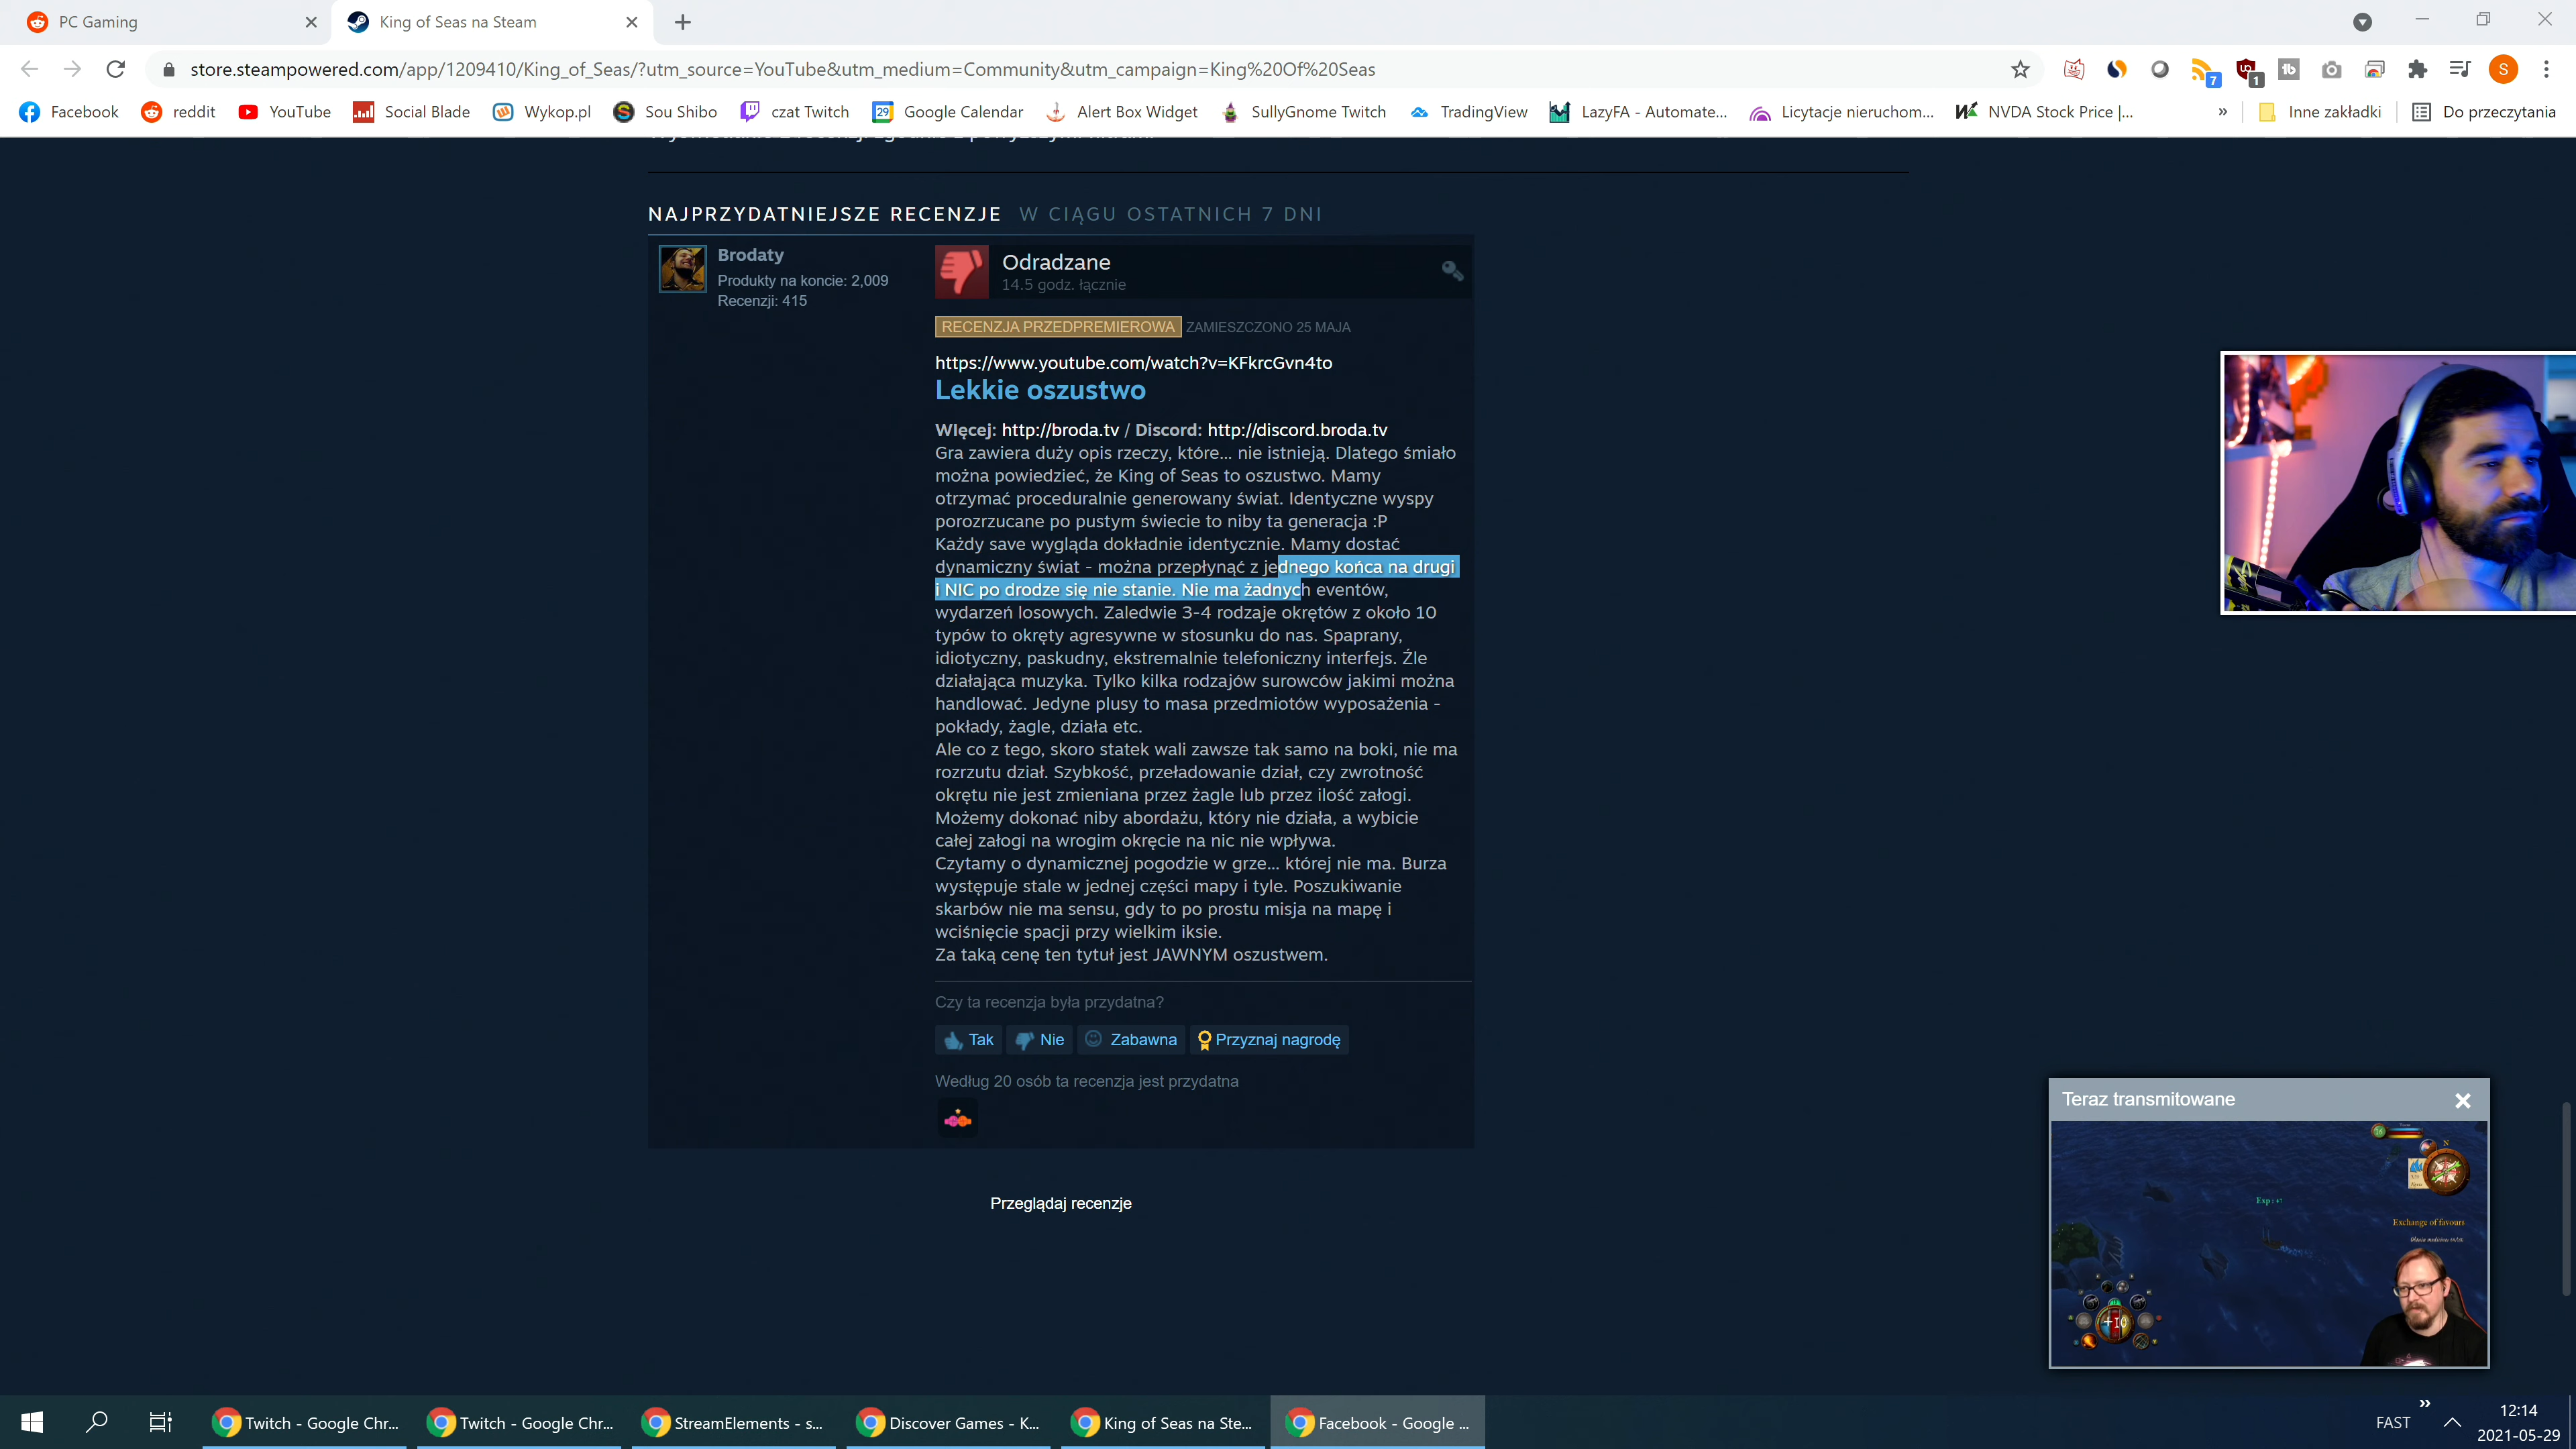 PC Gaming
King of Seas na Steam
store.steampowered.com/app/1209410/King_of_Seas/?utm_source=YouTube&utm_medium=Community&utm_campaign=King%20Of%20Seas
7
1
S
Facebook
reddit
YouTube
Social Blade
Wykop.pl
Sou Shibo
czat Twitch
Google Calendar
Alert Box Widget
SullyGnome Twitch
TradingView
LazyFA - Automate...
Licytacje nieruchom...
NVDA Stock Price |...
»
Inne zakładki
Do przeczytania
NAJPRZYDATNIEJSZE RECENZJE W CIĄGU OSTATNICH 7 DNI
Brodaty
Produkty na koncie: 2,009
Recenzji: 415
Odradzane
14.5 godz. łącznie
RECENZJA PRZEDPREMIEROWA ZAMIESZCZONO 25 MAJA
https://www.youtube.com/watch?v=KFkrcGvn4to
Lekkie oszustwo
WIęcej: http://broda.tv / Discord: http://discord.broda.tv
Gra zawiera duży opis rzeczy, które... nie istnieją. Dlatego śmiało
można powiedzieć, że King of Seas to oszustwo. Mamy
otrzymać proceduralnie generowany świat. Identyczne wyspy
porozrzucane po pustym świecie to niby ta generacja :P
Każdy save wygląda dokładnie identycznie. Mamy dostać
dynamiczny świat - można przepłynąć z jednego końca na drugi
i NIC po drodze się nie stanie. Nie ma żadnych eventów,
wydarzeń losowych. Zaledwie 3-4 rodzaje okrętów z około 10
typów to okręty agresywne w stosunku do nas. Spaprany,
idiotyczny, paskudny, ekstremalnie telefoniczny interfejs. Źle
działająca muzyka. Tylko kilka rodzajów surowców jakimi można
handlować. Jedyne plusy to masa przedmiotów wyposażenia -
pokłady, żagle, działa etc.
Ale co z tego, skoro statek wali zawsze tak samo na boki, nie ma
rozrzutu dział. Szybkość, przeładowanie dział, czy zwrotność
okrętu nie jest zmieniana przez żagle lub przez ilość załogi.
Możemy dokonać niby abordażu, który nie działa, a wybicie
całej załogi na wrogim okręcie na nic nie wpływa.
Czytamy o dynamicznej pogodzie w grze... której nie ma. Burza
występuje stale w jednej części mapy i tyle. Poszukiwanie
skarbów nie ma sensu, gdy to po prostu misja na mapę i
wciśnięcie spacji przy wielkim iksie.
Za taką cenę ten tytuł jest JAWNYM oszustwem.
Czy ta recenzja była przydatna?
Tak
Nie
Zabawna
Przyznaj nagrodę
Według 20 osób ta recenzja jest przydatna
Przeglądaj recenzje
Teraz transmitowane
N
Exp : 47
Exchange of favours
+10
Twitch - Google Chr...
Twitch - Google Chr...
StreamElements - s...
Discover Games - K...
King of Seas na Ste...
Facebook - Google ...
FAST
»
12:14
2021-05-29